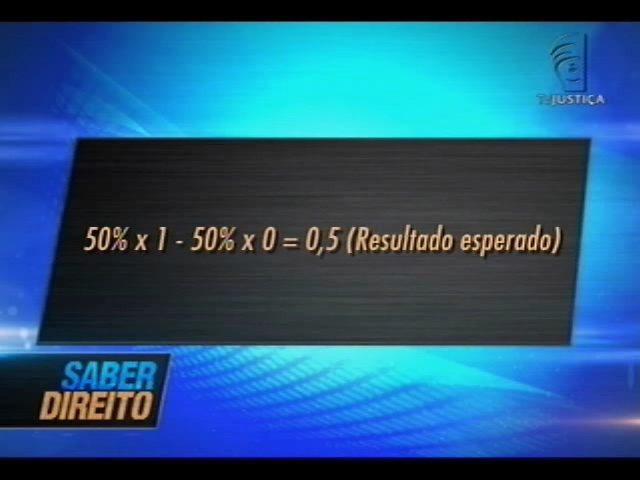 TV JUSTIÇA
50% x 1 - 50% x 0 = 0,5 (Resultado esperado)
SABER
DIREITO